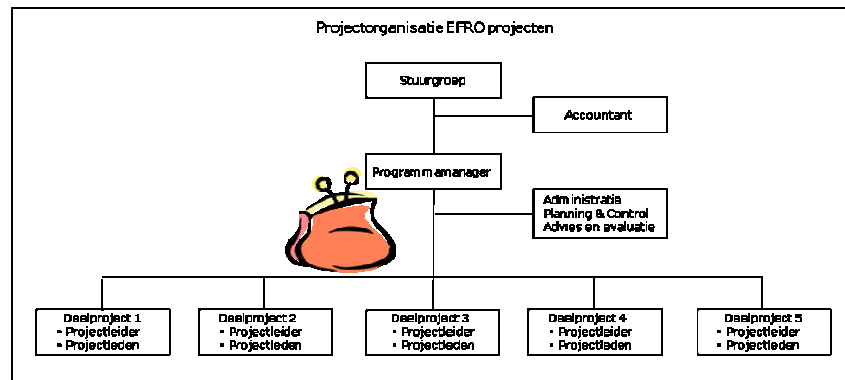 Projectorganisatie EFRO projecten
Stuurgroep
Accountant
Programmamanager
Administratie
Planning & Control
Advies en evaluatie
Deelproject 1
• Projectleider
• Projectleden
Deelproject 2
• Projectleider
• Projectleden
Deelproject 3
• Projectleider
• Projectleden
Deelproject 4
• Projectleider
• Projectleden
Deelproject 5
• Projectleider
• Projectleden